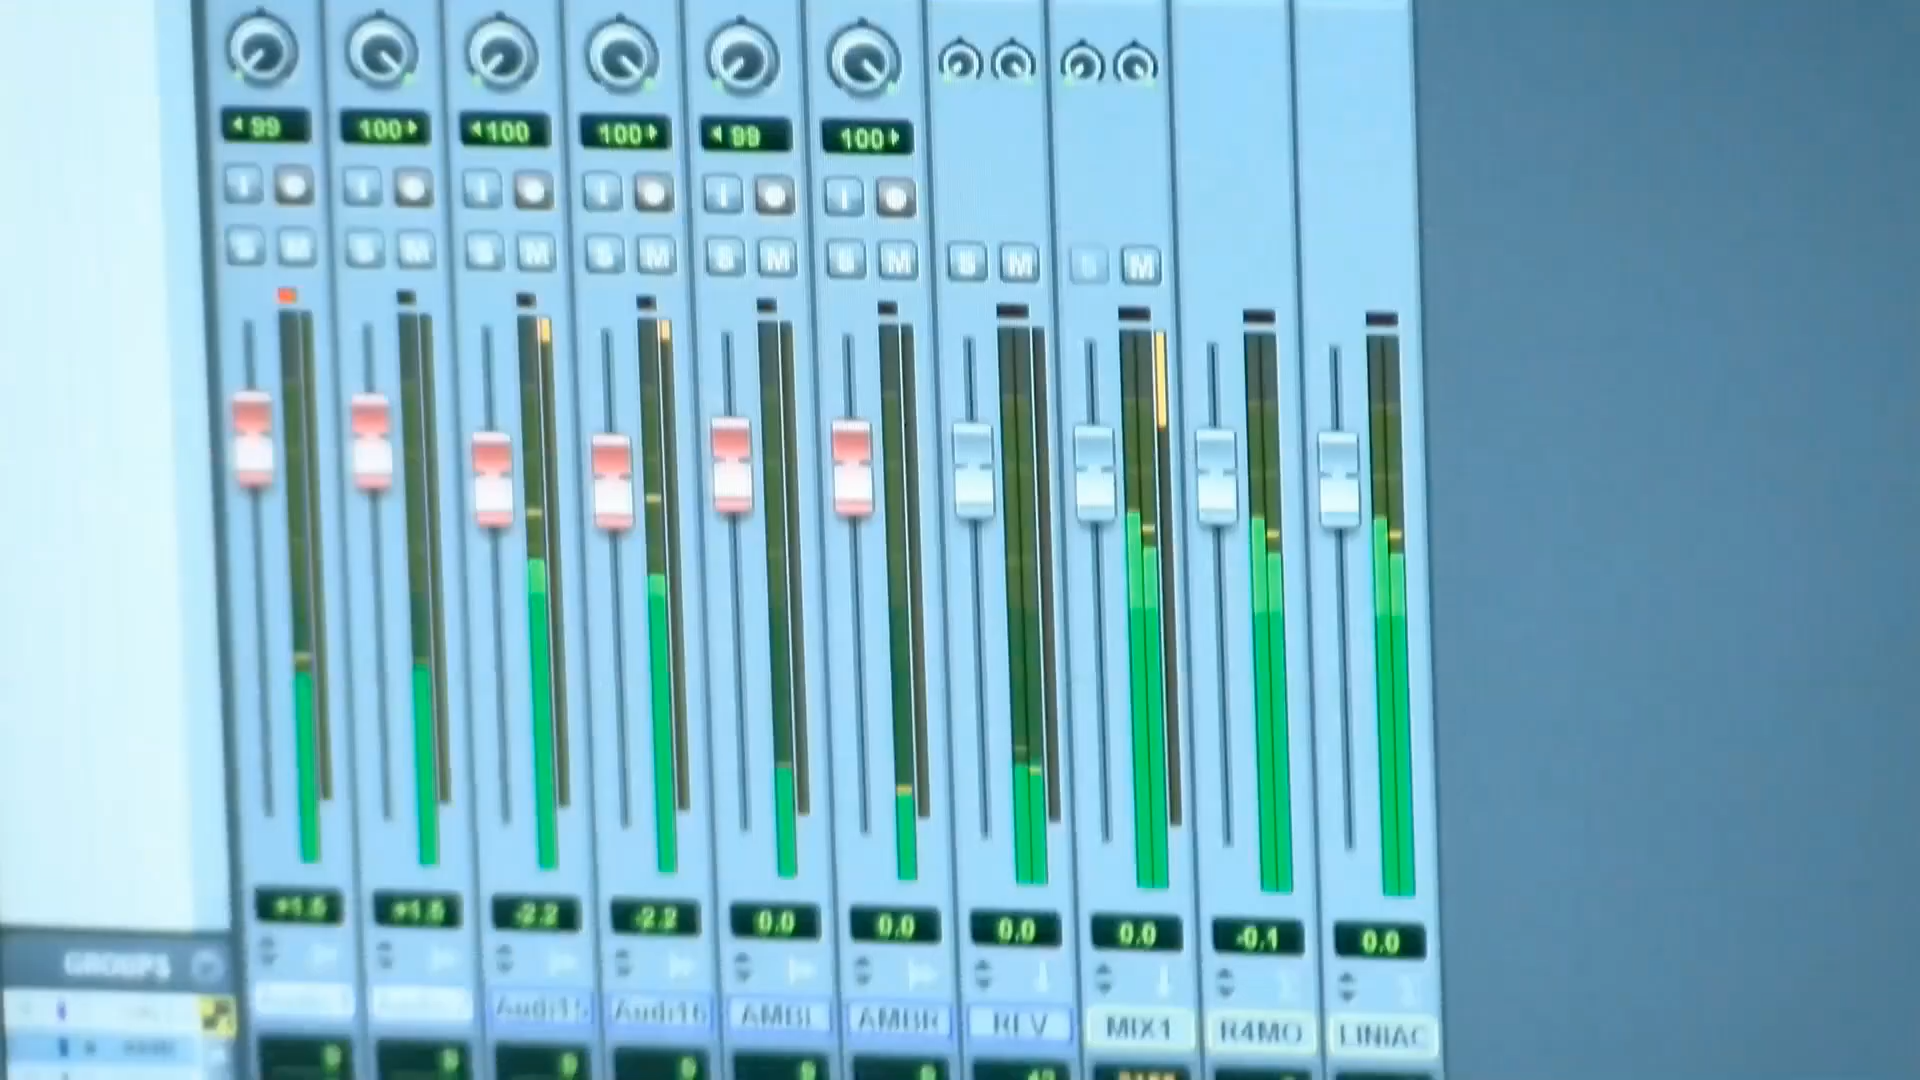 99 100 100 100 99 100
I I I I I I
S M S M S M S M S M S M S M S M
+1.5 +1.5 -2.2 -2.2 0.0 0.0 0.0 0.0 -0.1 0.0
GROUPS
Audi15 Audi16 AMBL AMBR REV MIX1 R4MO LINIAC